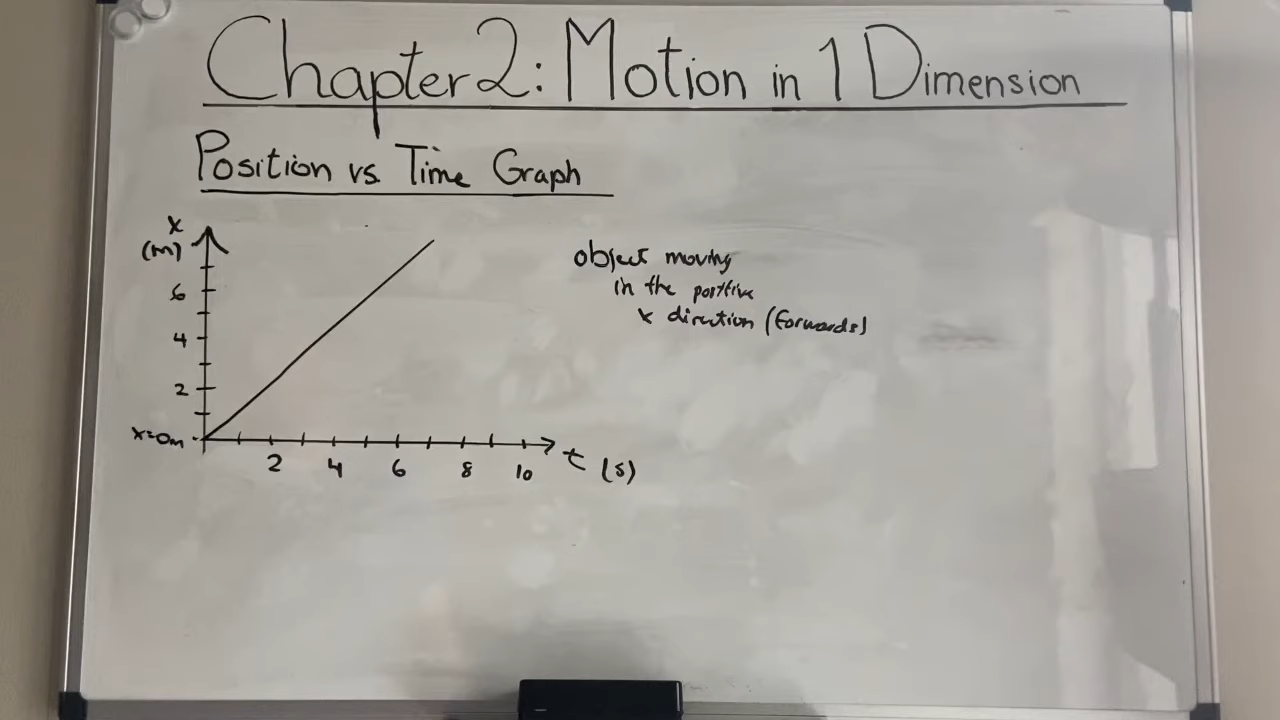 Chapter 2: Motion in 1 Dimension
Position vs Time Graph
x
(m)
6
4
2
x=0m
2 4 6 8 10
t (s)
object moving
in the positive
x direction (forwards)